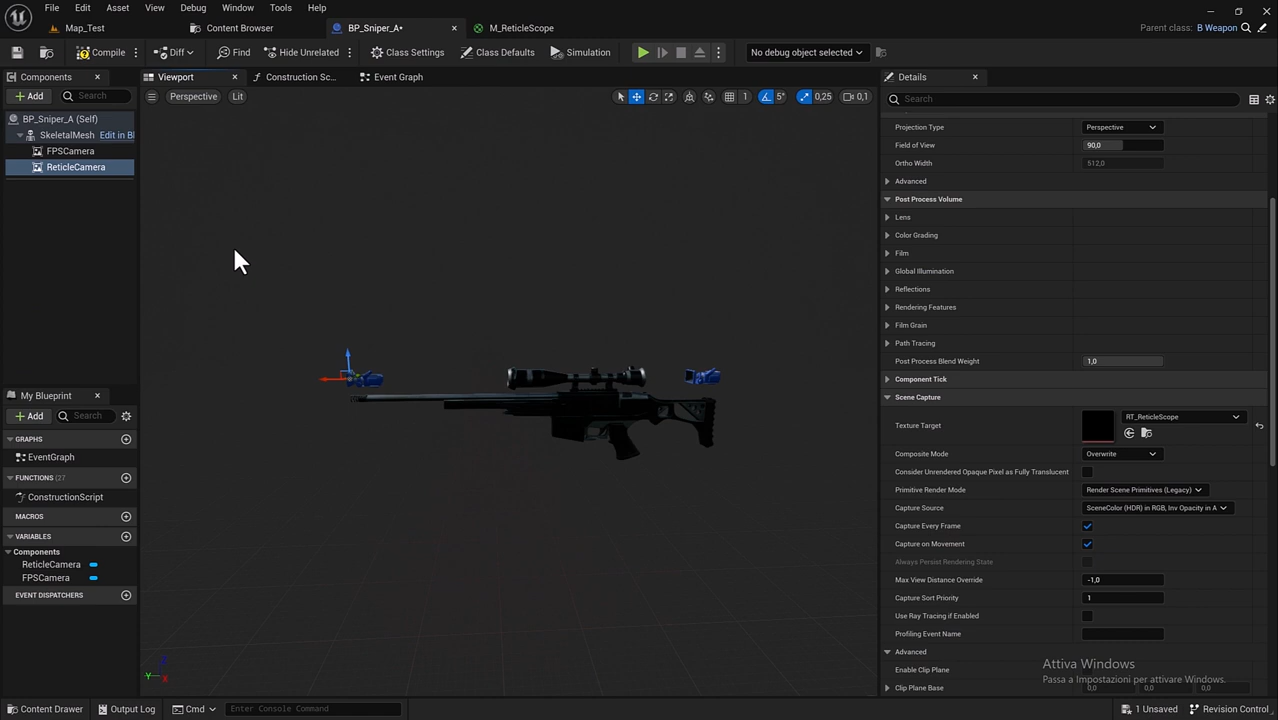 File Edit Asset View Debug Window Tools Help
Map_Test Content Browser BP_Sniper_A• M_ReticleScope Parent class: B Weapon
Compile Diff Find Hide Unrelated Class Settings Class Defaults Simulation No debug object selected
Components Viewport Construction Sc... Event Graph Details
Add Search Perspective Lit 1 5° 0,25 0,1 Search
BP_Sniper_A (Self)
SkeletalMesh Edit in Bl
FPSCamera
ReticleCamera
Projection Type Perspective
Field of View 90,0
Ortho Width 512,0
Advanced
Post Process Volume
Lens
Color Grading
Film
Global Illumination
Reflections
Rendering Features
Film Grain
Path Tracing
Post Process Blend Weight 1,0
Component Tick
Scene Capture
Texture Target RT_ReticleScope
Composite Mode Overwrite
Consider Unrendered Opaque Pixel as Fully Translucent
Primitive Render Mode Render Scene Primitives (Legacy)
Capture Source SceneColor (HDR) in RGB, Inv Opacity in A
Capture Every Frame
Capture on Movement
Always Persist Rendering State
Max View Distance Override -1,0
Capture Sort Priority 1
Use Ray Tracing if Enabled
Profiling Event Name
Advanced
Enable Clip Plane
Clip Plane Base 0,0 0,0 0,0
My Blueprint
Add Search
GRAPHS
EventGraph
FUNCTIONS (27
ConstructionScript
MACROS
VARIABLES
Components
ReticleCamera
FPSCamera
EVENT DISPATCHERS
Z
Y X
Attiva Windows
Passa a Impostazioni per attivare Windows.
Content Drawer Output Log Cmd Enter Console Command 1 Unsaved Revision Control